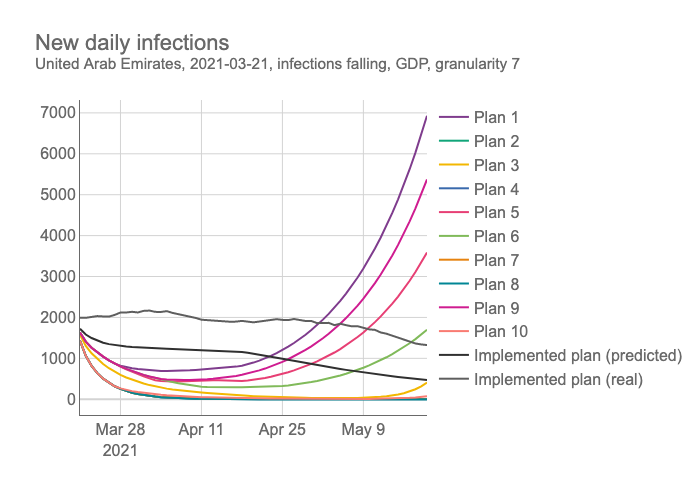 New daily infections
United Arab Emirates, 2021-03-21, infections falling, GDP, granularity 7
7000
6000
5000
4000
3000
2000
1000
0
Mar 28
2021
Apr 11
Apr 25
May 9
Plan 1
Plan 2
Plan 3
Plan 4
Plan 5
Plan 6
Plan 7
Plan 8
Plan 9
Plan 10
Implemented plan (predicted)
Implemented plan (real)